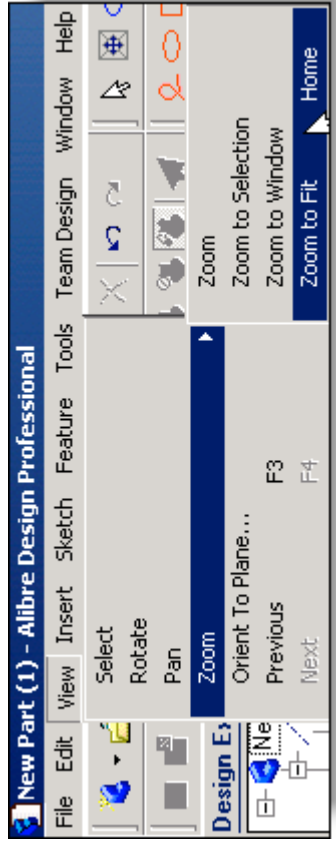 New Part (1) - Alibre Design Professional
File Edit View Insert Sketch Feature Tools Team Design Window Help
Select
Rotate
Pan
Zoom
Orient To Plane...
Previous F3
Next F4
Zoom
Zoom to Selection
Zoom to Window
Zoom to Fit Home
Design Ex
Ne